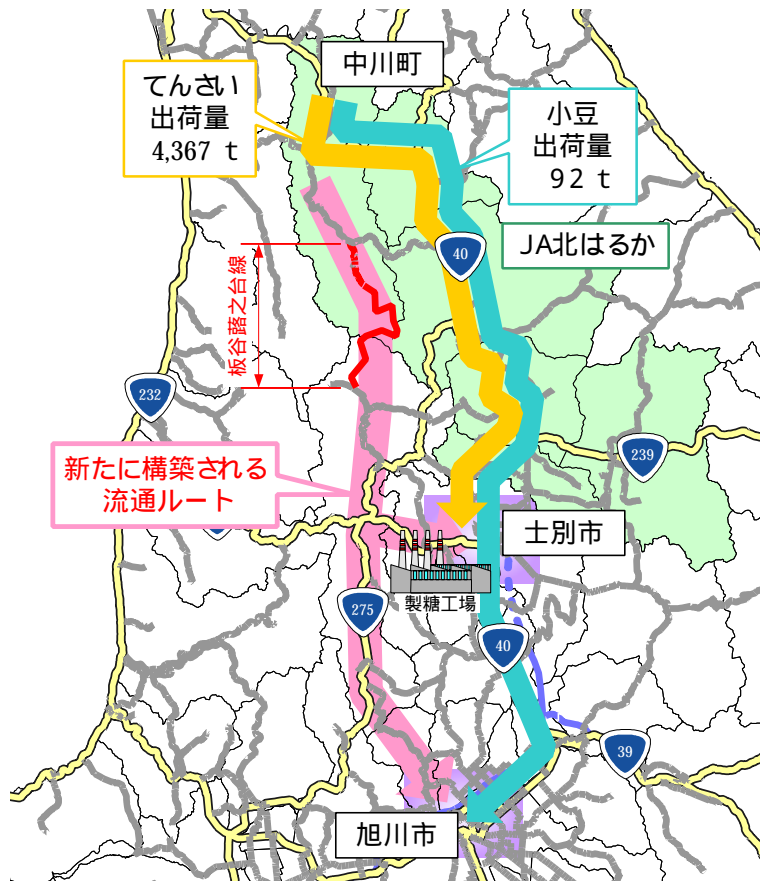 中川町
てんさい
出荷量
4,367 t
小豆
出荷量
92 t
40
JA北はるか
板谷蕗之台線
232
239
新たに構築される
流通ルート
士別市
製糖工場
275
40
39
旭川市